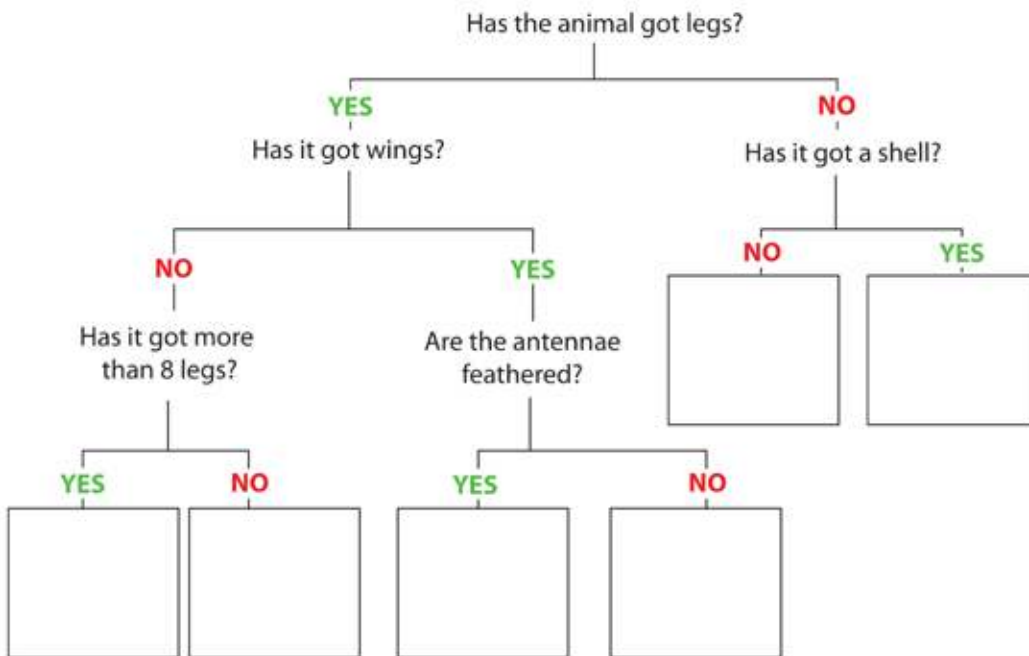 Has the animal got legs?
YES
NO
Has it got wings?
Has it got a shell?
NO
YES
NO
YES
Has it got more
than 8 legs?
Are the antennae
feathered?
YES
NO
YES
NO